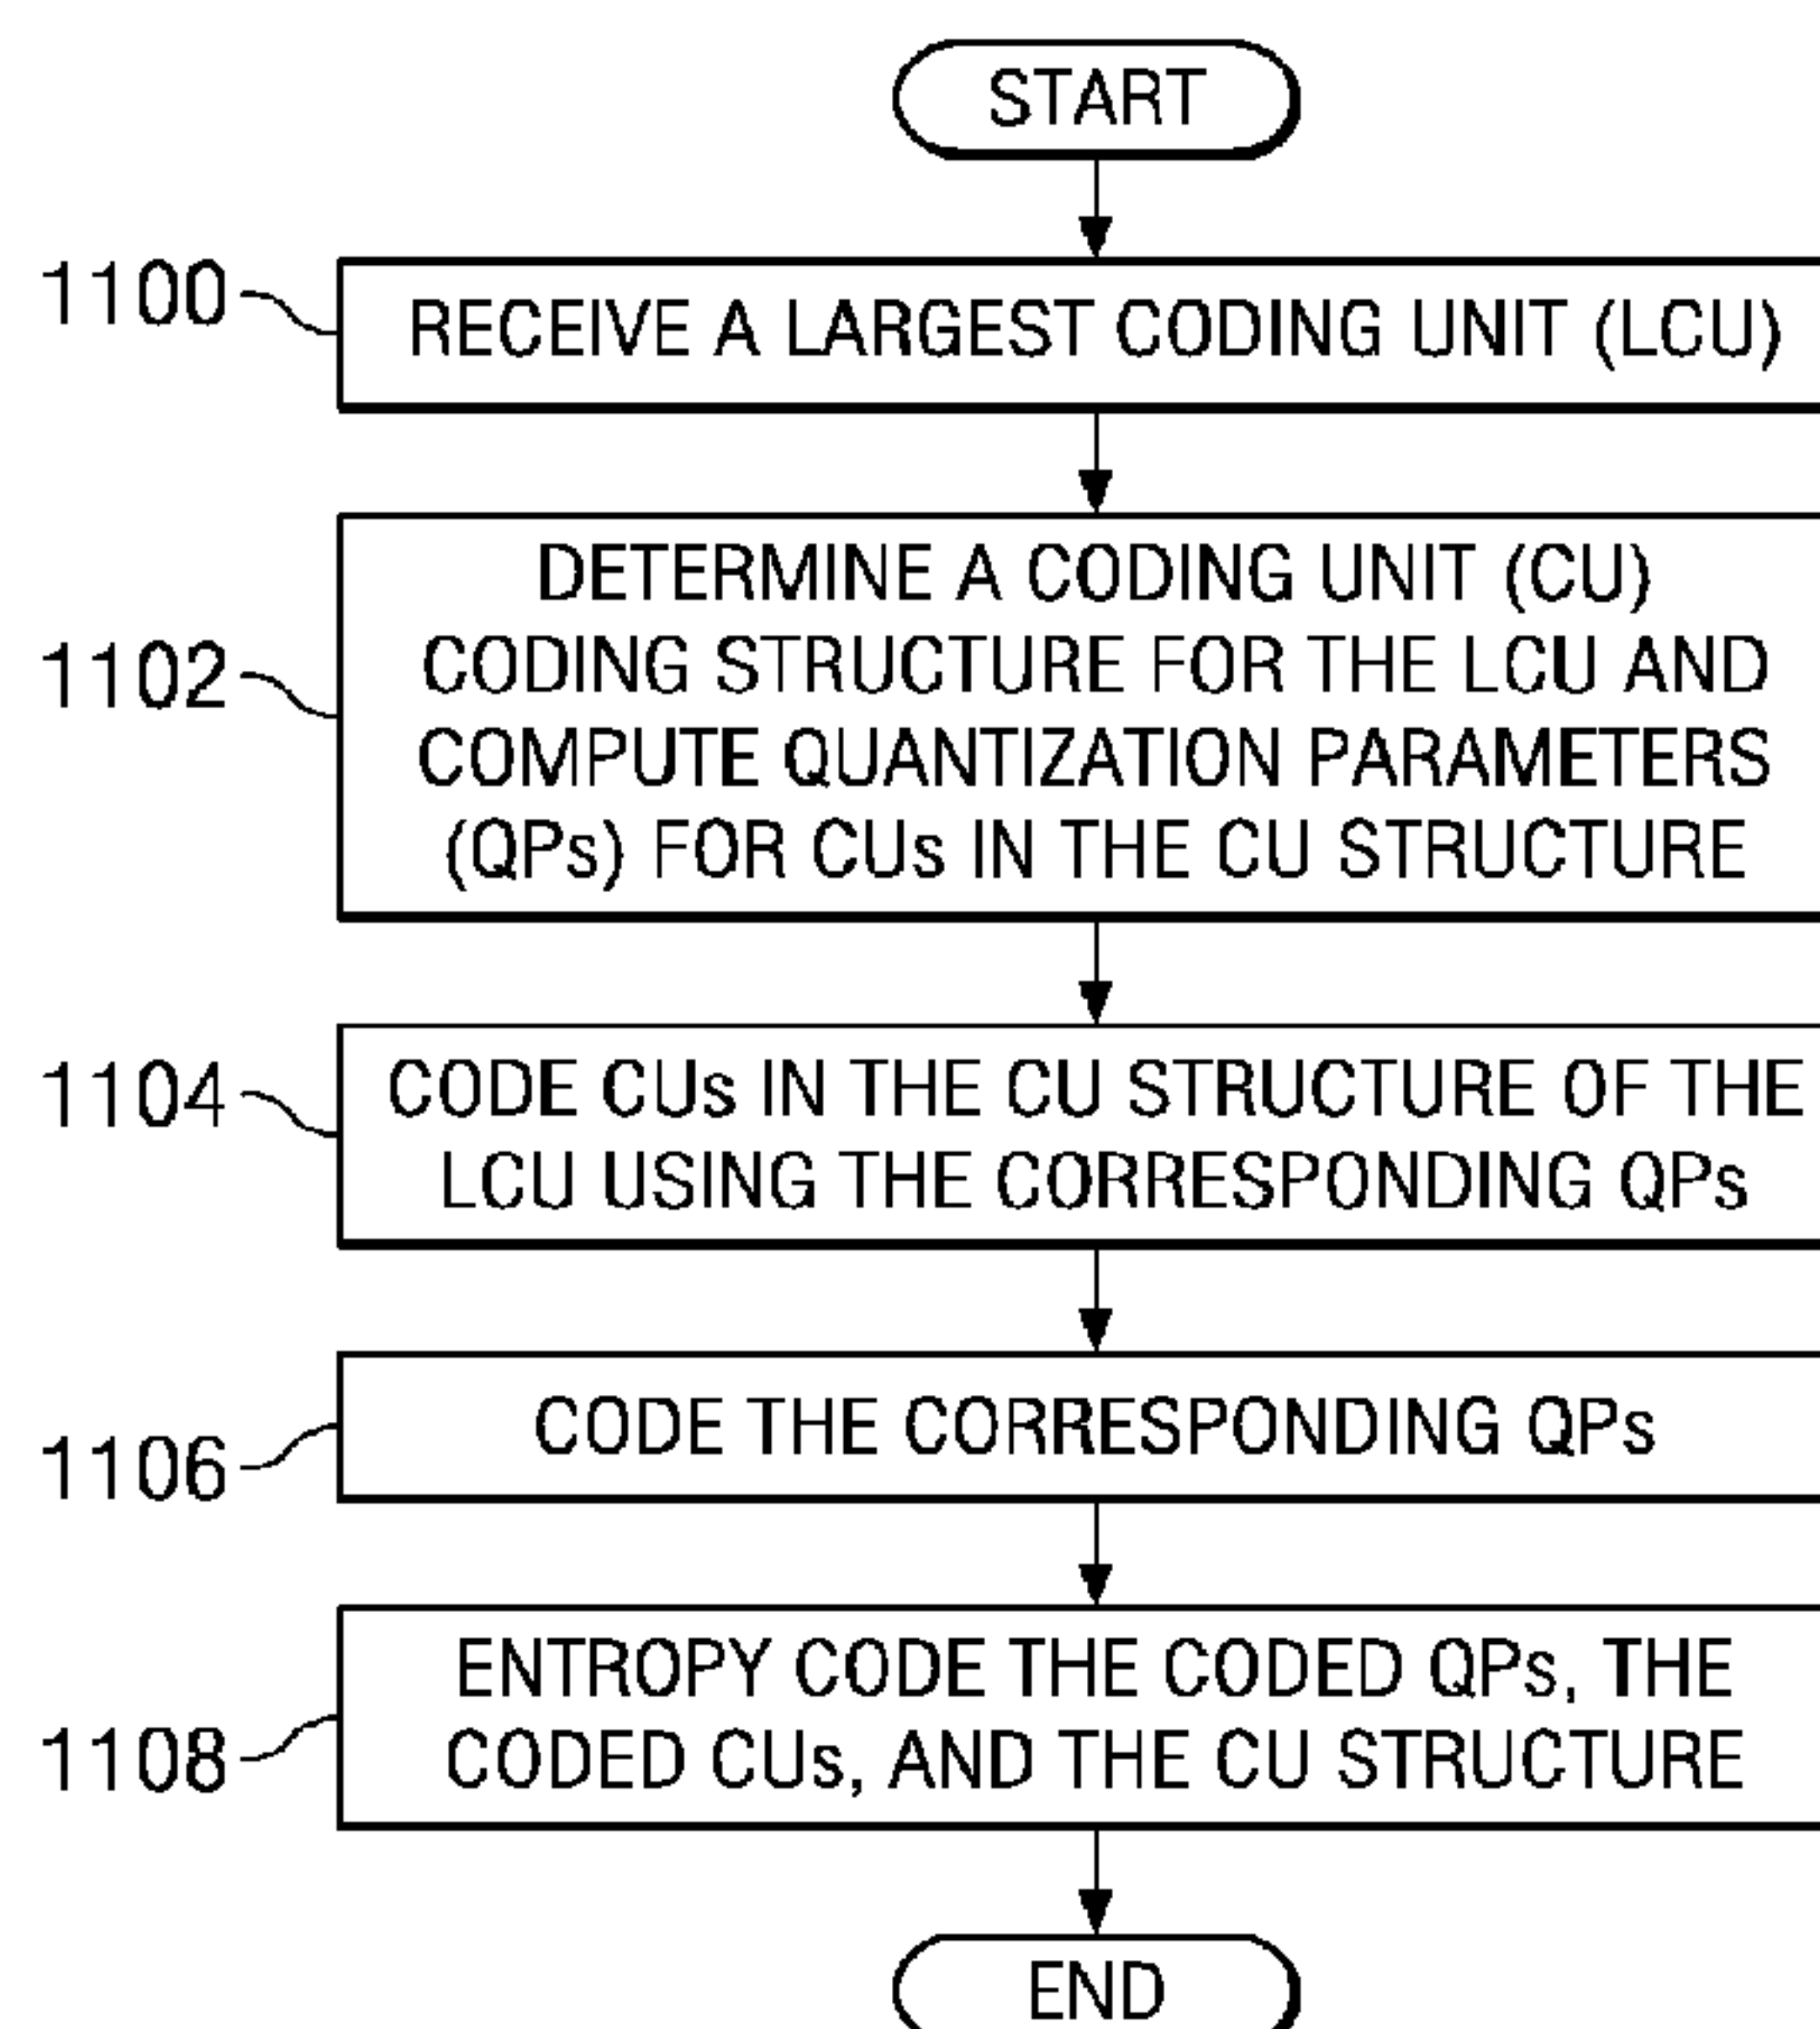 START
1100
RECEIVE A LARGEST CODING UNIT (LCU)
1102
DETERMINE A CODING UNIT (CU)
CODING STRUCTURE FOR THE LCU AND
COMPUTE QUANTIZATION PARAMETERS
(QPs) FOR CUs IN THE CU STRUCTURE
1104
CODE CUs IN THE CU STRUCTURE OF THE
LCU USING THE CORRESPONDING QPs
1106
CODE THE CORRESPONDING QPs
1108
ENTROPY CODE THE CODED QPs, THE
CODED CUs, AND THE CU STRUCTURE
END